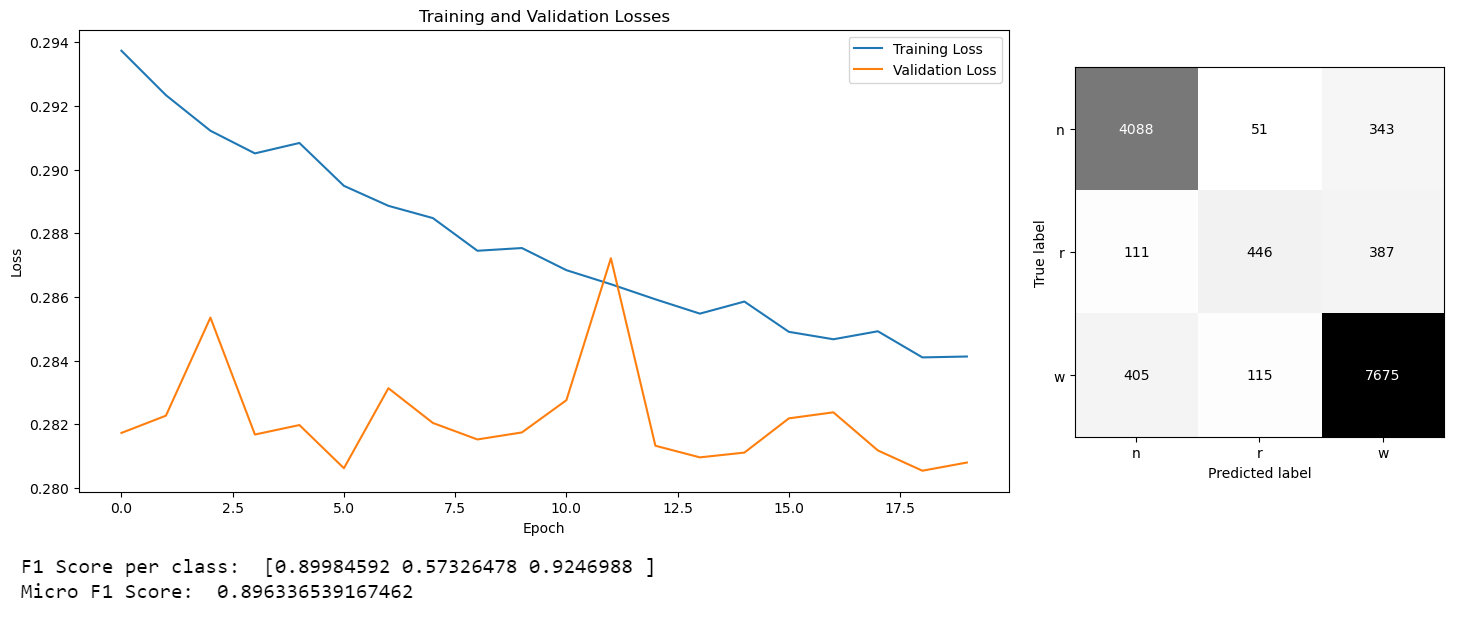 Training and Validation Losses
Training Loss
Validation Loss
0.294
0.292
0.290
0.288
0.286
0.284
0.282
0.280
Loss
0.0 2.5 5.0 7.5 10.0 12.5 15.0 17.5
Epoch
True label
n 4088 51 343
r 111 446 387
w 405 115 7675
n r w
Predicted label
F1 Score per class:  [0.89984592 0.57326478 0.9246988 ]
Micro F1 Score:  0.896336539167462